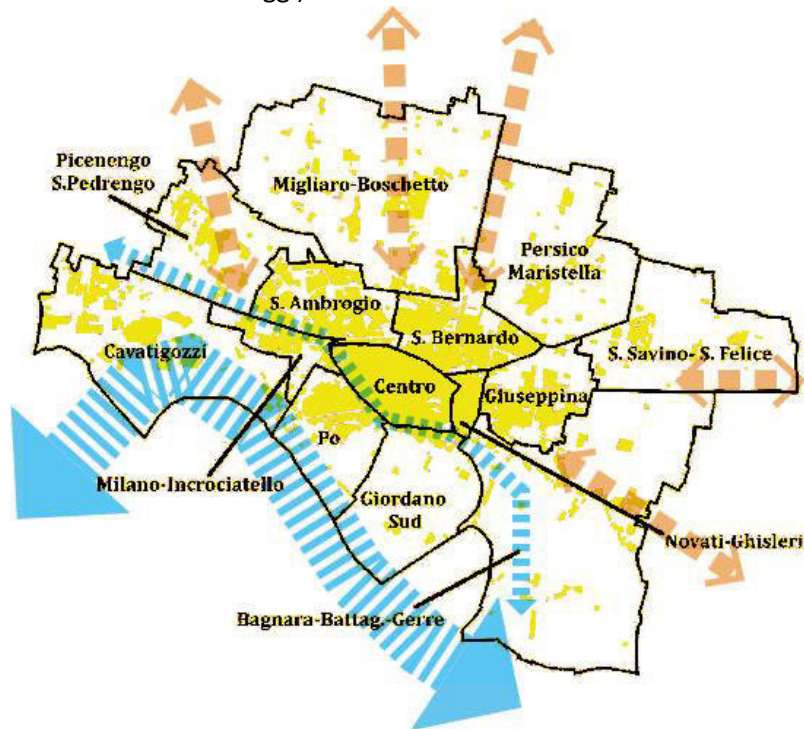 Picenengo
S.Pedrengo
Migliaro-Boschetto
Persico
Maristella
S. Ambrogio
S. Bernardo
S. Savino- S. Felice
Cavatigozzi
Centro
Giuseppina
Po
Milano-Incrociatello
Giordano
Sud
Novati-Ghisleri
Bagnara-Battag.-Gerre